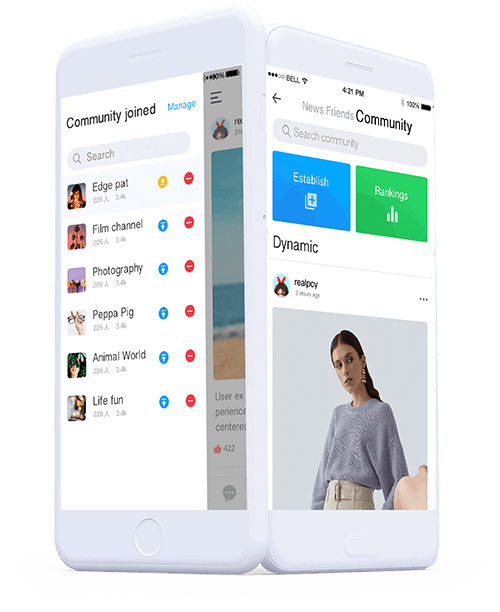 Community joined
Manage
Search
Edge pat
226人 3.4k
Film channel
226人 3.4k
Photography
226人 3.4k
Peppa Pig
226人 3.4k
Animal World
226人 3.4k
Life fun
226人 3.4k
100%
rea
2 h
User ex
perience
centered
422
BELL
4:21 PM
100%
News Friends Community
Search community
Establish
Rankings
Dynamic
realpcy
2 Hours ago